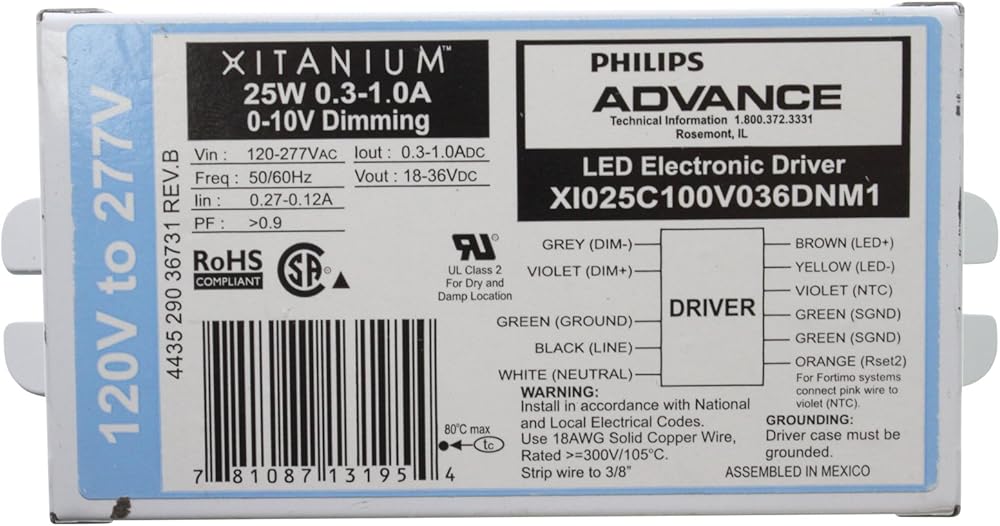 120V to 277V
4435 290 36731 REV.B
XITANIUM™
25W 0.3-1.0A
0-10V Dimming
Vin : 120-277VAC
Freq : 50/60Hz
Iin : 0.27-0.12A
PF : >0.9
Iout : 0.3-1.0ADC
Vout : 18-36VDC
PHILIPS
ADVANCE
Technical Information 1.800.372.3331
Rosemont, IL
LED Electronic Driver
XI025C100V036DNM1
RoHS
COMPLIANT
SA
UL Class 2
For Dry and
Damp Location
GREY (DIM-)
VIOLET (DIM+)
GREEN (GROUND)
BLACK (LINE)
WHITE (NEUTRAL)
DRIVER
BROWN (LED+)
YELLOW (LED-)
VIOLET (NTC)
GREEN (SGND)
GREEN (SGND)
ORANGE (Rset2)
For Fortimo systems
connect pink wire to
violet (NTC).
WARNING:
Install in accordance with National
and Local Electrical Codes.
Use 18AWG Solid Copper Wire,
Rated >=300V/105°C.
Strip wire to 3/8"
GROUNDING:
Driver case must be
grounded.
ASSEMBLED IN MEXICO
80°C max
tc
7 81087 13195 4